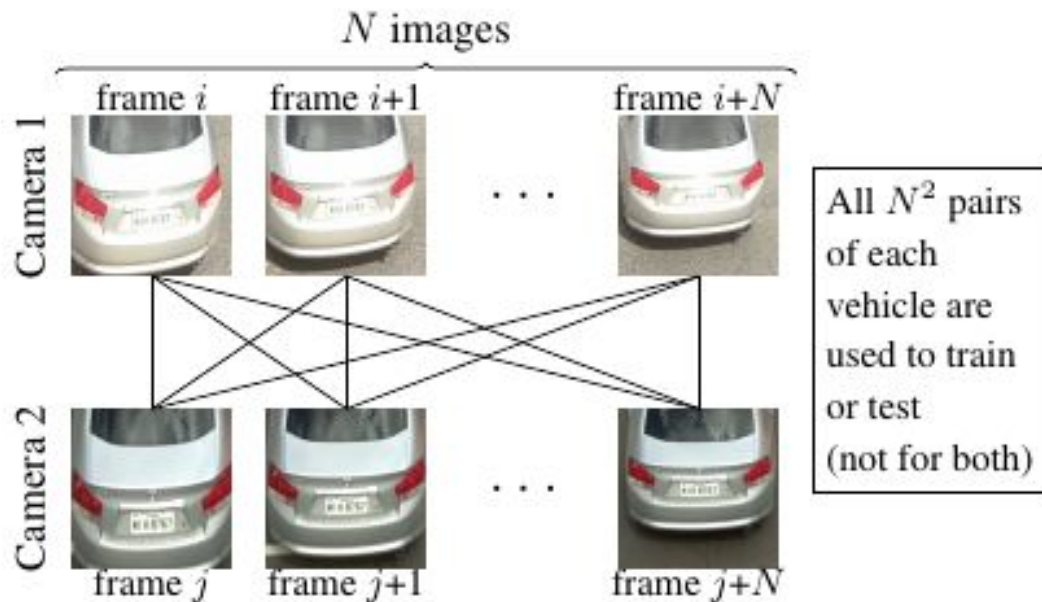 N images
frame i frame i+1 frame i+N
Camera 1
. . .
Camera 2
. . .
frame j frame j+1 frame j+N
All N² pairs
of each
vehicle are
used to train
or test
(not for both)